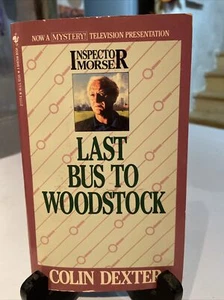 NOW A MYSTERY! TELEVISION PRESENTATION
INSPECTOR
MORSE
LAST
BUS TO
WOODSTOCK
COLIN DEXTER